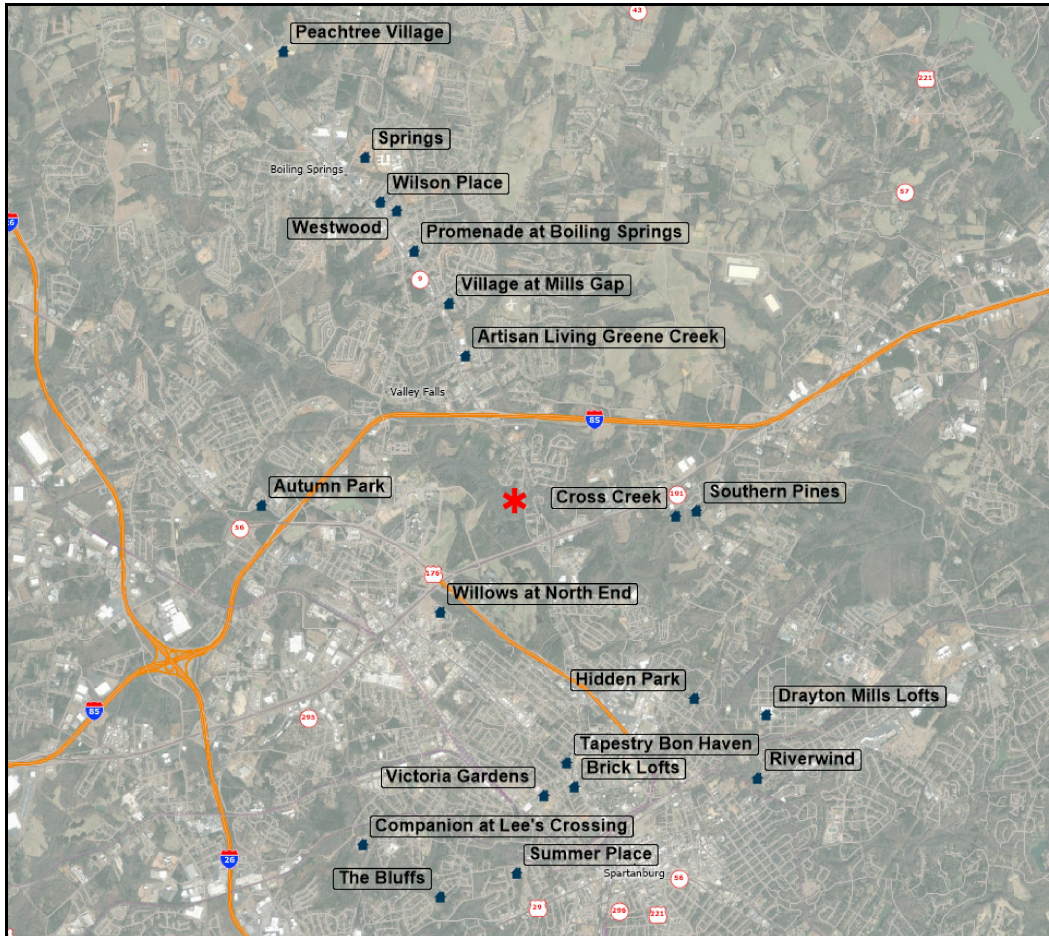 43
Peachtree Village
221
Springs
Boiling Springs
Wilson Place
57
26
Westwood
Promenade at Boiling Springs
9
Village at Mills Gap
Artisan Living Greene Creek
Valley Falls
85
Autumn Park
Cross Creek
191
Southern Pines
56
176
Willows at North End
Hidden Park
Drayton Mills Lofts
85
295
Tapestry Bon Haven
Riverwind
Brick Lofts
Victoria Gardens
Companion at Lee's Crossing
Summer Place
26
Spartanburg
56
The Bluffs
29
296
221